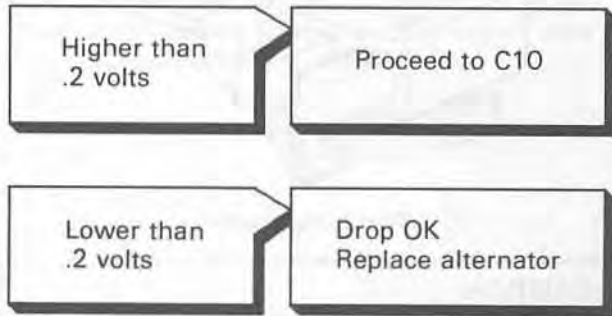 Higher than
.2 volts
Proceed to C10
Lower than
.2 volts
Drop OK
Replace alternator